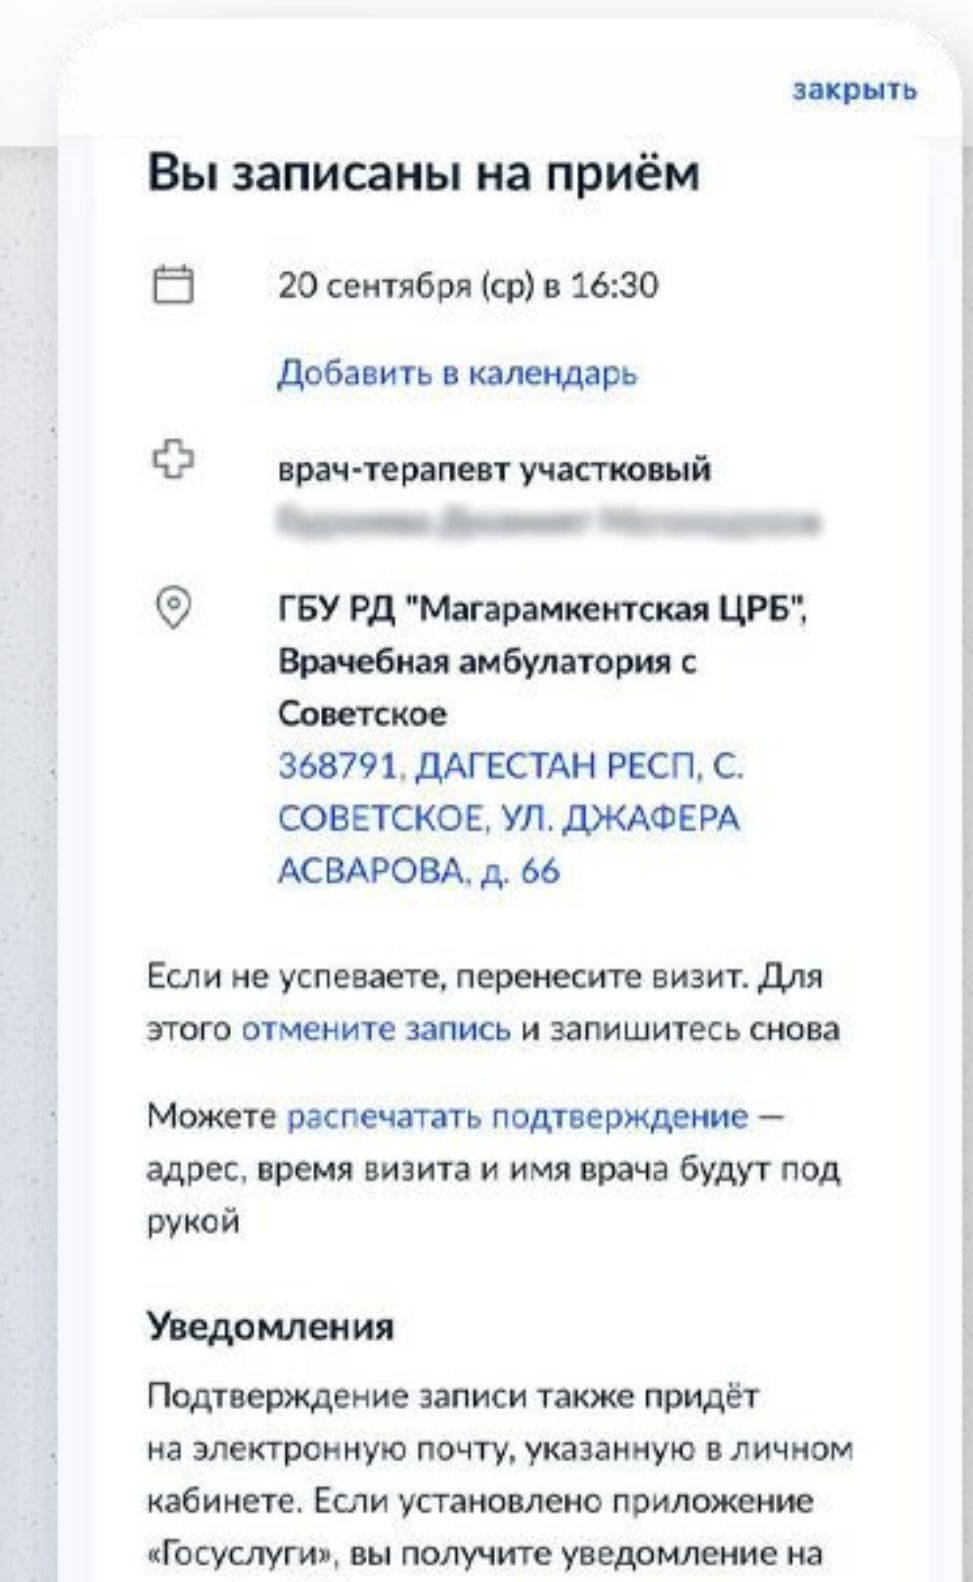 закрыть
Вы записаны на приём
20 сентября (ср) в 16:30
Добавить в календарь
врач-терапевт участковый
ГБУ РД "Магарамкентская ЦРБ",
Врачебная амбулатория с
Советское
368791, ДАГЕСТАН РЕСП, С.
СОВЕТСКОЕ, УЛ. ДЖАФЕРА
АСВАРОВА, д. 66
Если не успеваете, перенесите визит. Для
этого отмените запись и запишитесь снова
Можете распечатать подтверждение —
адрес, время визита и имя врача будут под
рукой
Уведомления
Подтверждение записи также придёт
на электронную почту, указанную в личном
кабинете. Если установлено приложение
«Госуслуги», вы получите уведомление на